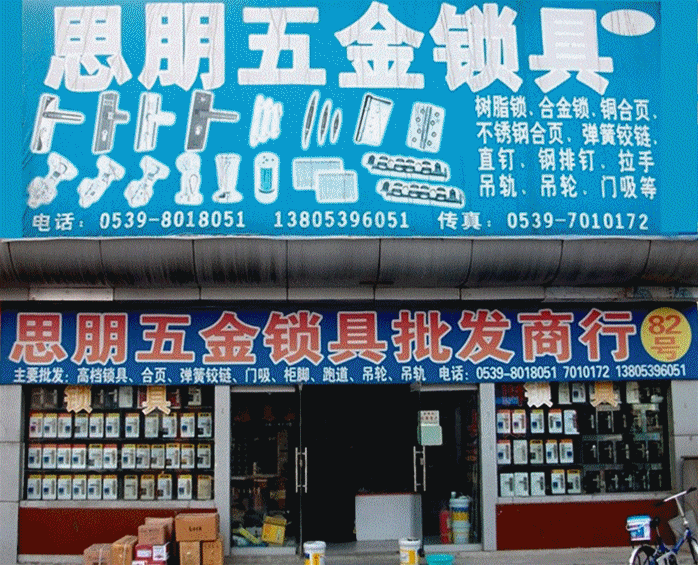 思朋五金锁具
树脂锁、合金锁、铜合页、
不锈钢合页、弹簧铰链、
直钉、钢排钉、拉手
吊轨、吊轮、门吸等
电话：0539-8018051 13805396051 传真：0539-7010172
思朋五金锁具批发商行
82号
主要批发：高档锁具、合页、弹簧铰链、门吸、柜脚、跑道、吊轮、吊轨 电话：0539-8018051 7010172 13805396051
锁具
锁具